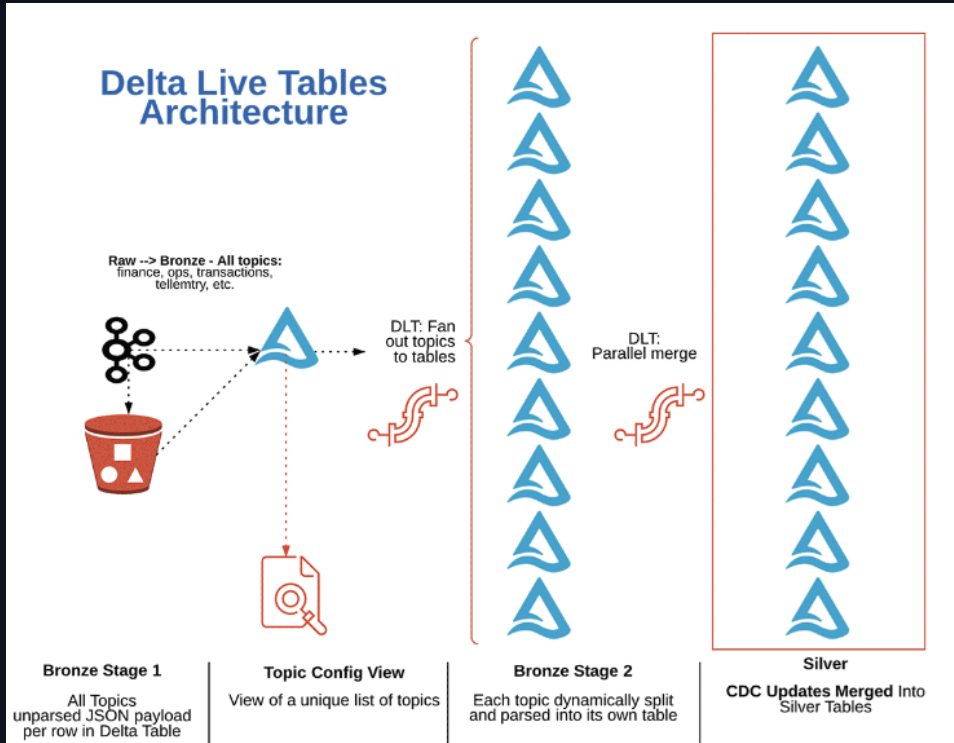 Delta Live Tables
Architecture
Raw --> Bronze - All topics:
finance, ops, transactions,
tellemtry, etc.
DLT: Fan
out topics
to tables
DLT:
Parallel merge
Bronze Stage 1
All Topics
unparsed JSON payload
per row in Delta Table
Topic Config View
View of a unique list of topics
Bronze Stage 2
Each topic dynamically split
and parsed into its own table
Silver
CDC Updates Merged Into
Silver Tables